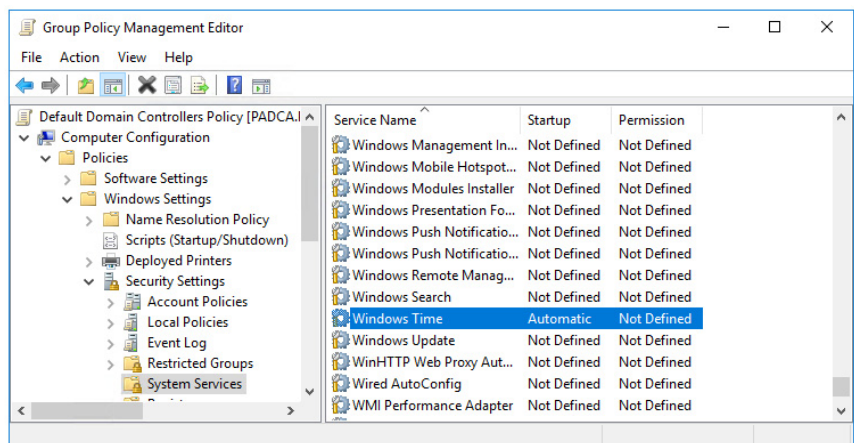 Group Policy Management Editor
File Action View Help
Default Domain Controllers Policy [PADCA.
Computer Configuration
Policies
Software Settings
Windows Settings
Name Resolution Policy
Scripts (Startup/Shutdown)
Deployed Printers
Security Settings
Account Policies
Local Policies
Event Log
Restricted Groups
System Services
Service Name Startup Permission
Windows Management In... Not Defined Not Defined
Windows Mobile Hotspot... Not Defined Not Defined
Windows Modules Installer Not Defined Not Defined
Windows Presentation Fo... Not Defined Not Defined
Windows Push Notificatio... Not Defined Not Defined
Windows Push Notificatio... Not Defined Not Defined
Windows Remote Manag... Not Defined Not Defined
Windows Search Not Defined Not Defined
Windows Time Automatic Not Defined
Windows Update Not Defined Not Defined
WinHTTP Web Proxy Aut... Not Defined Not Defined
Wired AutoConfig Not Defined Not Defined
WMI Performance Adapter Not Defined Not Defined